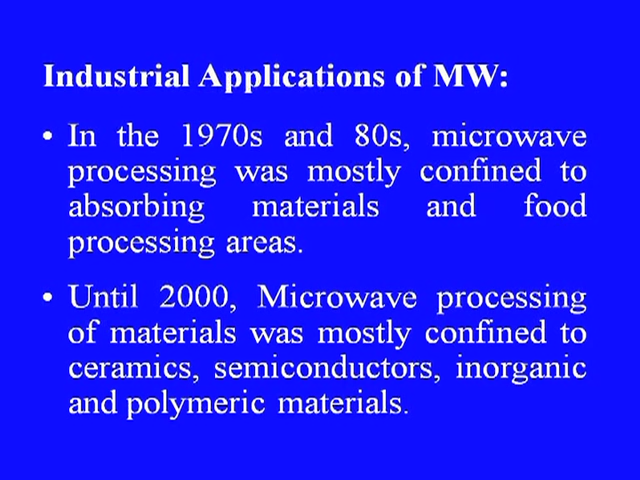 Industrial Applications of MW:
• In the 1970s and 80s, microwave
processing was mostly confined to
absorbing materials and food
processing areas.
• Until 2000, Microwave processing
of materials was mostly confined to
ceramics, semiconductors, inorganic
and polymeric materials.